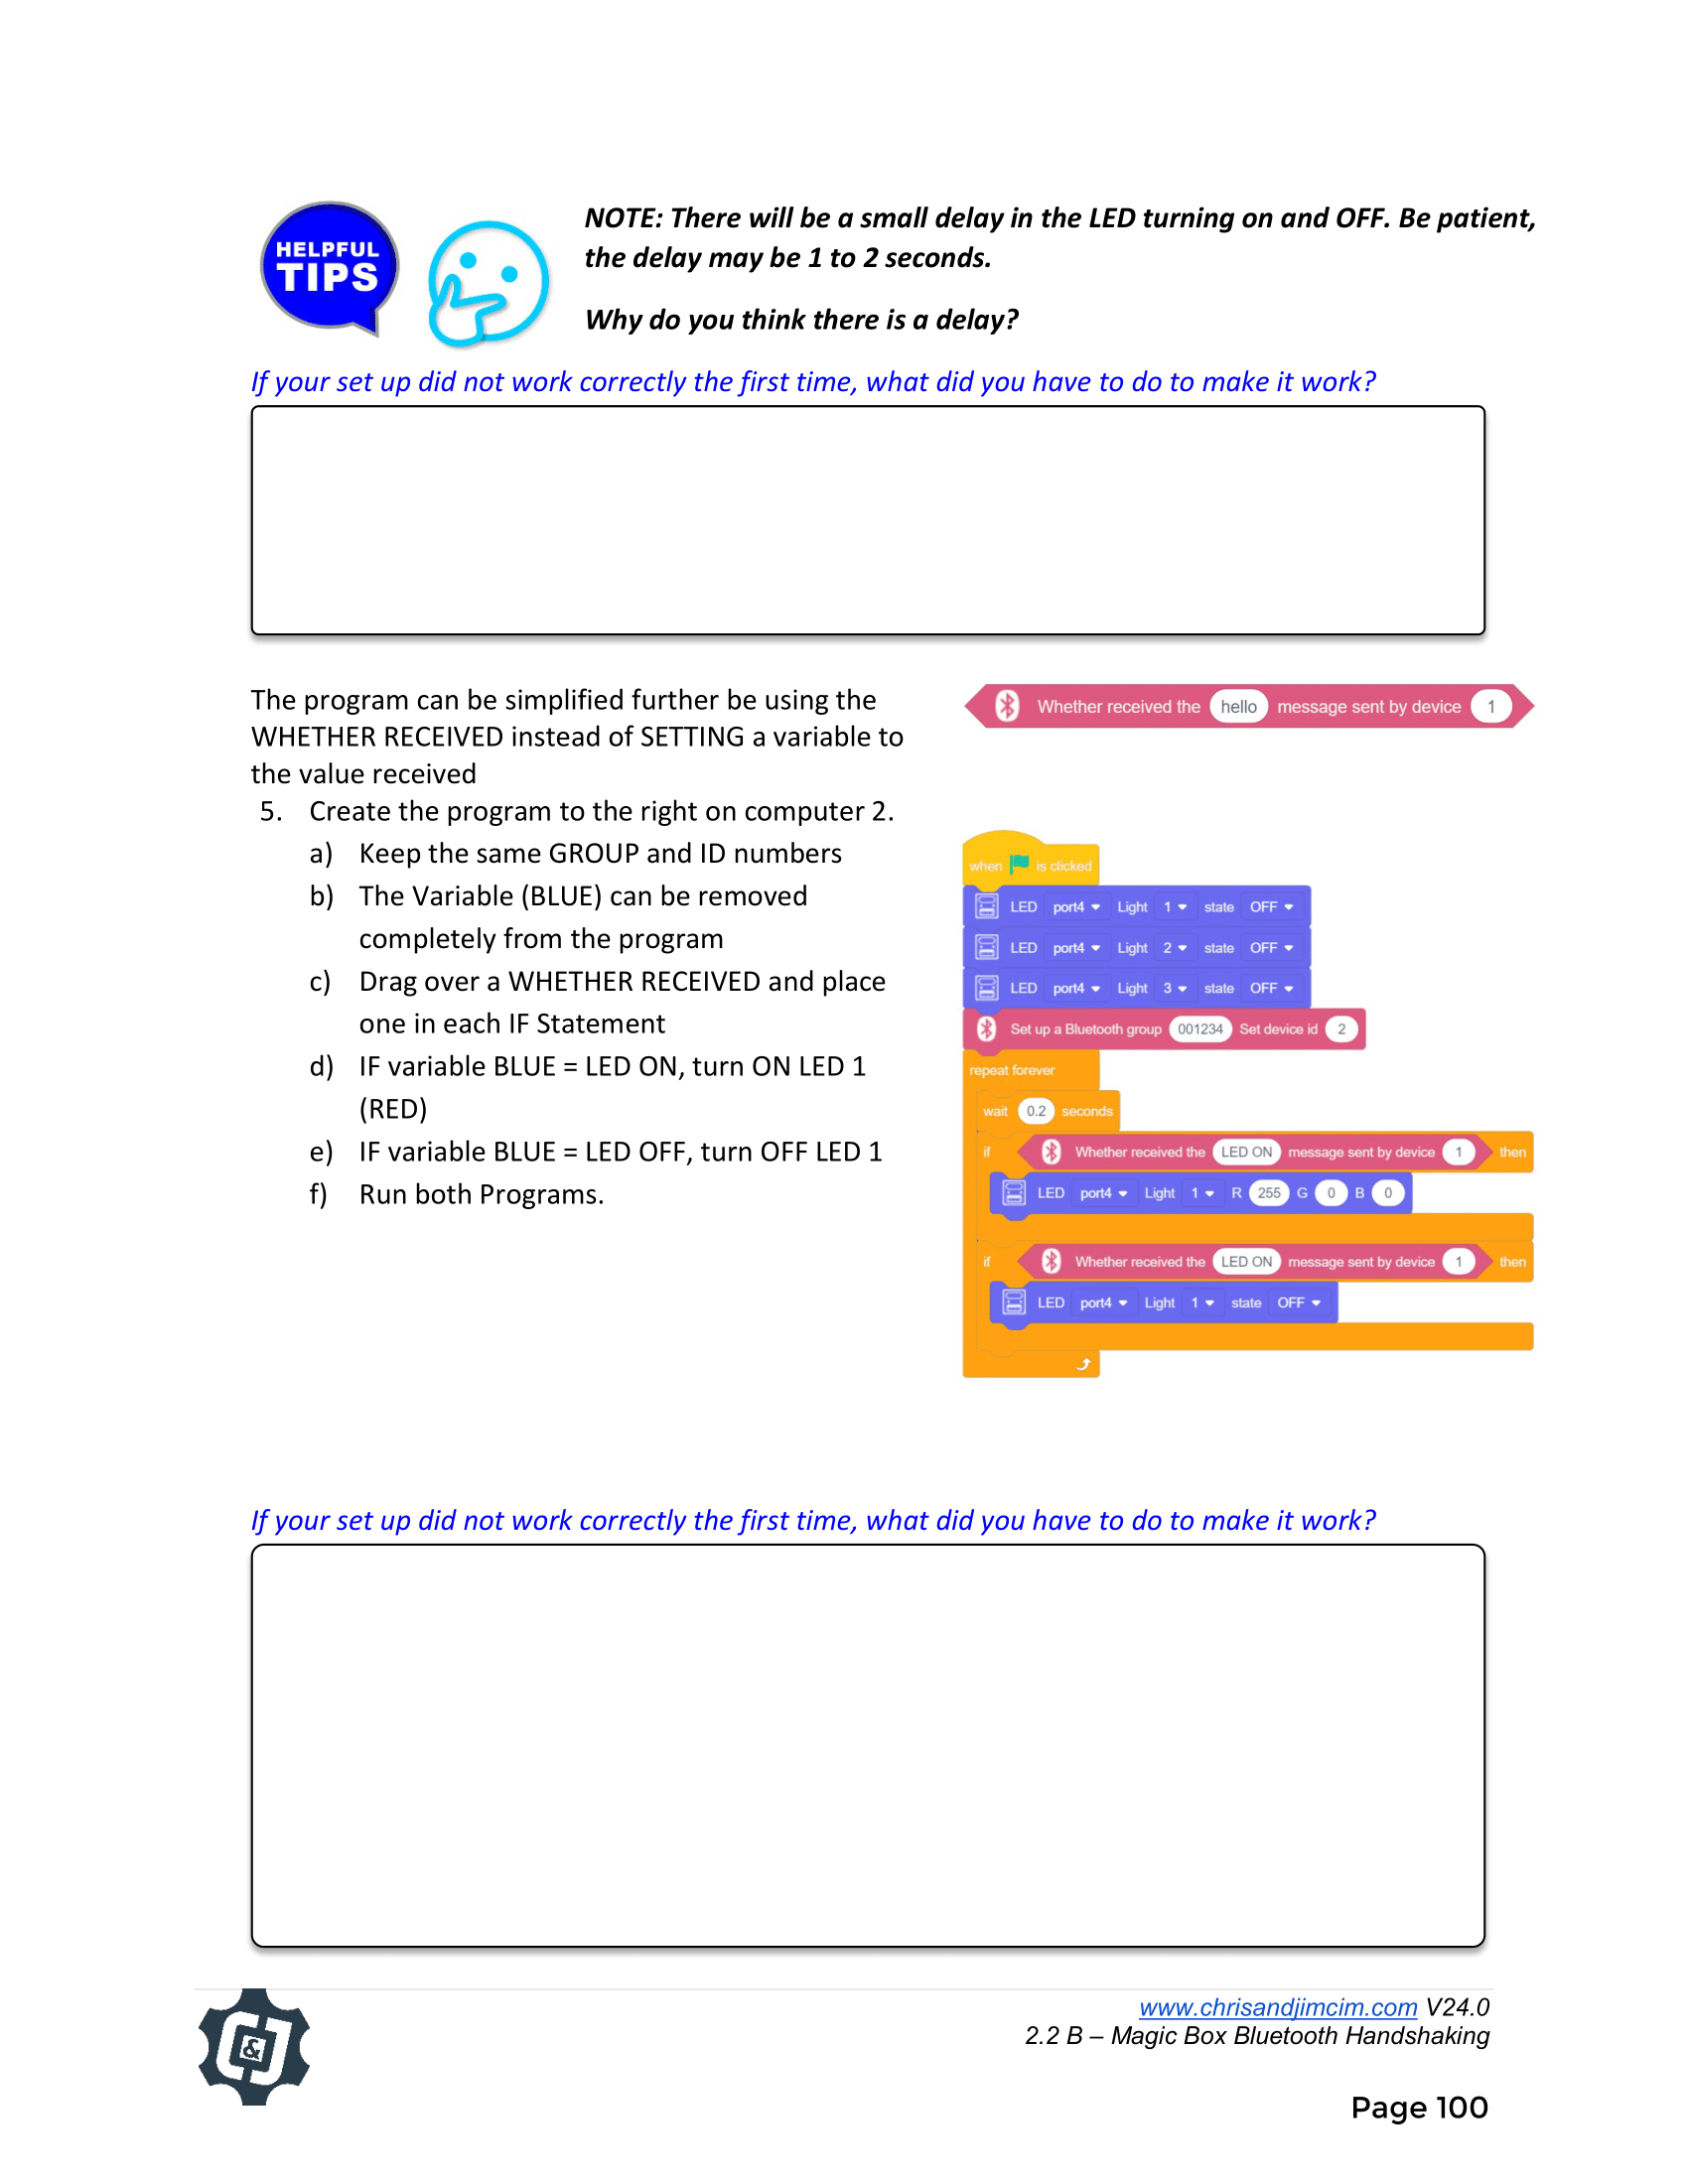 HELPFUL
TIPS
NOTE: There will be a small delay in the LED turning on and OFF. Be patient,
the delay may be 1 to 2 seconds.
Why do you think there is a delay?
If your set up did not work correctly the first time, what did you have to do to make it work?
The program can be simplified further be using the
WHETHER RECEIVED instead of SETTING a variable to
the value received
Whether received the hello message sent by device 1
5. Create the program to the right on computer 2.
a) Keep the same GROUP and ID numbers
b) The Variable (BLUE) can be removed
completely from the program
c) Drag over a WHETHER RECEIVED and place
one in each IF Statement
d) IF variable BLUE = LED ON, turn ON LED 1
(RED)
e) IF variable BLUE = LED OFF, turn OFF LED 1
f) Run both Programs.
when is clicked
LED port4 Light 1 state OFF
LED port4 Light 2 state OFF
LED port4 Light 3 state OFF
Set up a Bluetooth group 001234 Set device id 2
repeat forever
wait 0.2 seconds
if Whether received the LED ON message sent by device 1 then
LED port4 Light 1 R 255 G 0 B 0
if Whether received the LED ON message sent by device 1 then
LED port4 Light 1 state OFF
If your set up did not work correctly the first time, what did you have to do to make it work?
C&J
www.chrisandjimcim.com V24.0
2.2 B – Magic Box Bluetooth Handshaking
Page 100